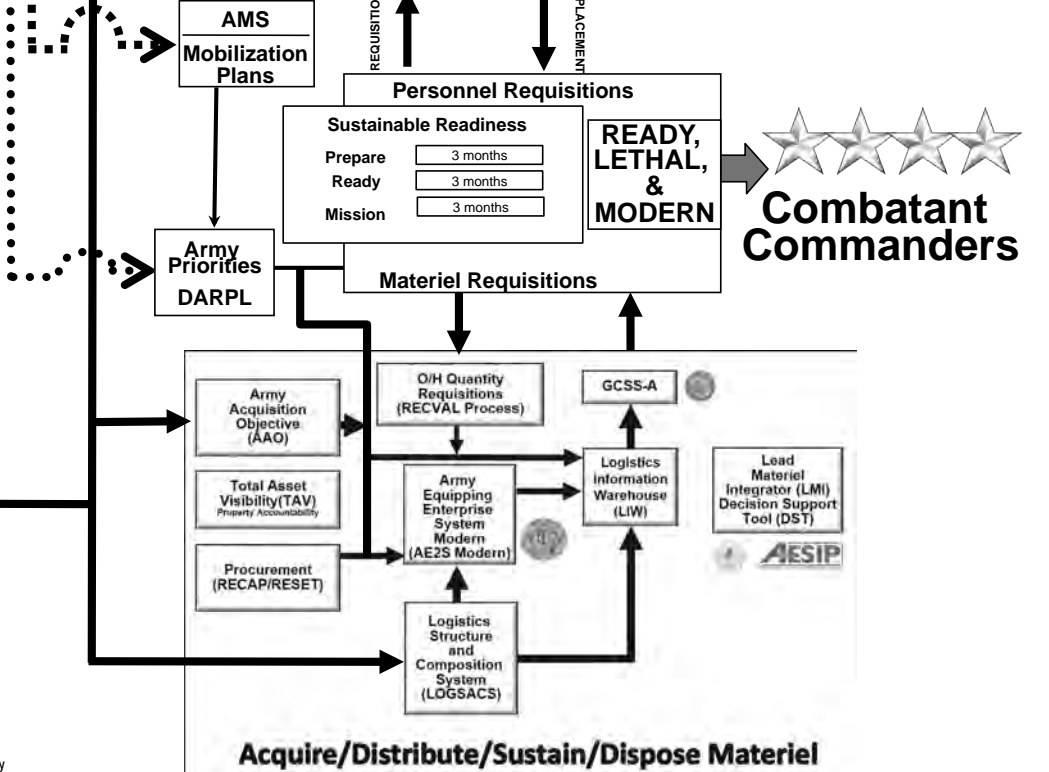 AMS
Mobilization
Plans
REQUISITIO
PLACEMENT
Personnel Requisitions
Sustainable Readiness
Prepare
3 months
Ready
3 months
Mission
3 months
READY,
LETHAL,
&
MODERN
Combatant
Commanders
Army
Priorities
DARPL
Materiel Requisitions
Army
Acquisition
Objective
(AAO)
O/H Quantity
Requisitions
(RECVAL Process)
GCSS-A
Total Asset
Visibility(TAV)
Property Accountability
Army
Equipping
Enterprise
System
Modern
(AE2S Modern)
Logistics
Information
Warehouse
(LIW)
Lead
Materiel
Integrator (LMI)
Decision Support
Tool (DST)
AESIP
Procurement
(RECAP/RESET)
Logistics
Structure
and
Composition
System
(LOGSACS)
Acquire/Distribute/Sustain/Dispose Materiel
y